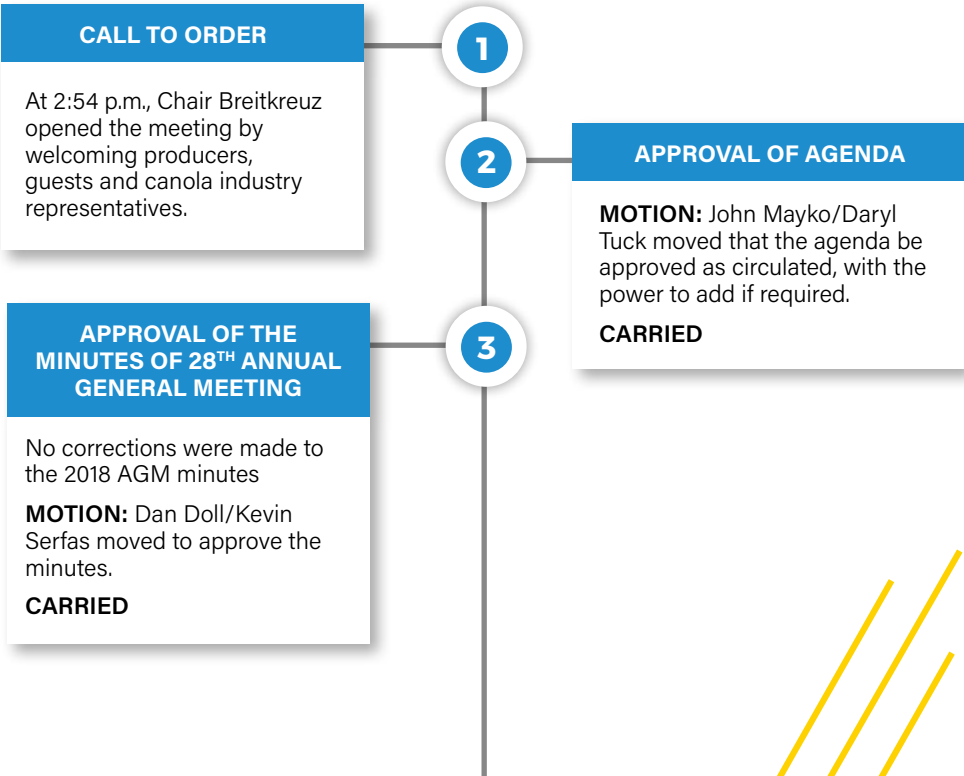 CALL TO ORDER
1
At 2:54 p.m., Chair Breitkreuz
opened the meeting by
welcoming producers,
guests and canola industry
representatives.
2
APPROVAL OF AGENDA
MOTION: John Mayko/Daryl
Tuck moved that the agenda be
approved as circulated, with the
power to add if required.
CARRIED
3
APPROVAL OF THE
MINUTES OF 28TH ANNUAL
GENERAL MEETING
No corrections were made to
the 2018 AGM minutes
MOTION: Dan Doll/Kevin
Serfas moved to approve the
minutes.
CARRIED